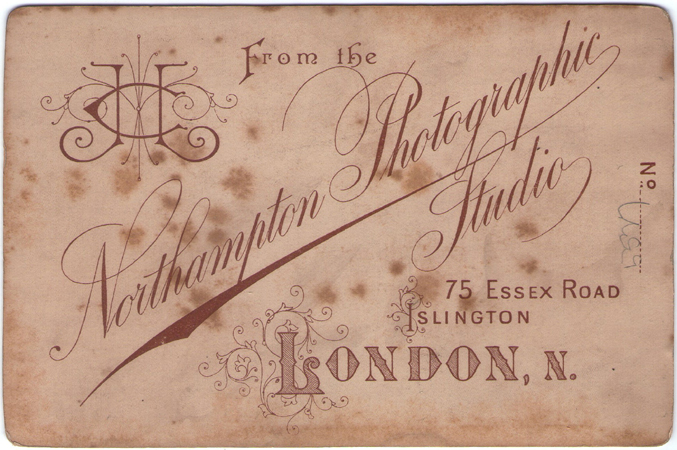 From the
Northampton Photographic
Studio
75 ESSEX ROAD
ISLINGTON
LONDON, N.
No